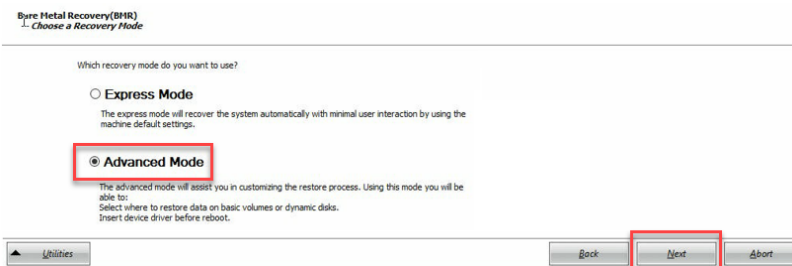 Bare Metal Recovery(BMR)
Choose a Recovery Mode
Which recovery mode do you want to use?
Express Mode
The express mode will recover the system automatically with minimal user interaction by using the
machine default settings.
Advanced Mode
The advanced mode will assist you in customizing the restore process. Using this mode you will be
able to:
Select where to restore data on basic volumes or dynamic disks.
Insert device driver before reboot.
Utilities
Back
Next
Abort